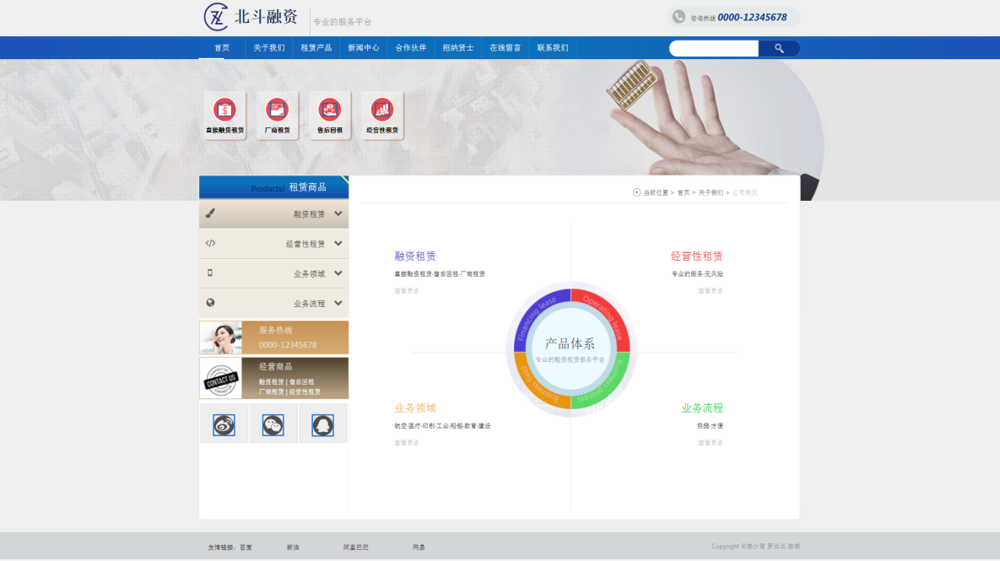 北斗融资
专业的服务平台
咨询热线 0000-12345678
首页 关于我们 租赁产品 新闻中心 合作伙伴 招纳贤士 在线留言 联系我们
直接融资租赁 厂商租赁 售后回租 经营性租赁
Products/ 租赁商品
当前位置 > 首页 > 关于我们 > 公司概况
融资租赁
经营性租赁
业务领域
业务流程
服务热线
0000-12345678
CONTACT US
经营商品
融资租赁 | 售后回租
厂商租赁 | 经营性租赁
融资租赁
直接融资租赁·售后回租·厂商租赁
查看更多
经营性租赁
专业的服务·无风险
查看更多
Financing lease
Operating lease
产品体系
专业的融资租赁服务平台
Business field
Business process
业务领域
航空·医疗·印刷·工业·船舶·教育·建设
查看更多
业务流程
快捷·方便
查看更多
友情链接: 百度 新浪 阿里巴巴 网易
Copyright ©李少君